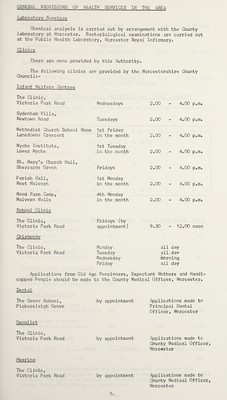 GENERAL PROVISIONS OF HEALTH SERVICES IN THE AREA
Laboratory Services
Chemical analysis is carried out by arrangement with the County
Laboratory at Worcester. Bacteriological examinations are carried out
at the Public Health Laboratory, Worcester Royal Infirmary.
Clinics
There are none provided by this Authority.
The following clinics are provided by the Worcestershire County
Council:-
Infant Welfare Centres
The Clinic,
Victoria Park Road Wednesdays 2.00 - 4.00 p.m.
Sydenham Villa,
Newtown Road Tuesdays 2.00 - 4.00 p.m.
Methodist Church School Room 1st Friday
Lansdowne Crescent in the month 2.00 - 4.00 p.m.
Wyche Institute, 1st Tuesday
Lower Wyche in the month 2.00 - 4.00 p.m.
St. Mary's Church Hall,
Sherrards Green Fridays 2.00 - 4.00 p.m.
Parish Hall, 1st Monday
West Malvern in the month 2.00 - 4.00 p.m.
Wood Farm Camp, 4th Monday
Malvern Wells in the month 2.00 - 4.00 p.m.
School Clinic
The Clinic, Fridays (by
Victoria Park Road appointment) 9.30 - 12.00 noon
Chiropody
The Clinic, Monday all day
Victoria Park Road Tuesday all day
Wednesday Morning
Friday all day
Applications from Old Age Pensioners, Expectant Mothers and Handi-
capped People should be made to the County Medical Officer, Worcester.
Dental
The Grove School, by appointment Applications made to
Pickersleigh Grove Principal Dental
Officer, Worcester
Occulist
The Clinic,
Victoria Park Road by appointment Applications made to
County Medical Officer,
Worcester
Hearing
The Clinic,
Victoria Park Road by appointment Applications made to
County Medical Officer,
Worcester